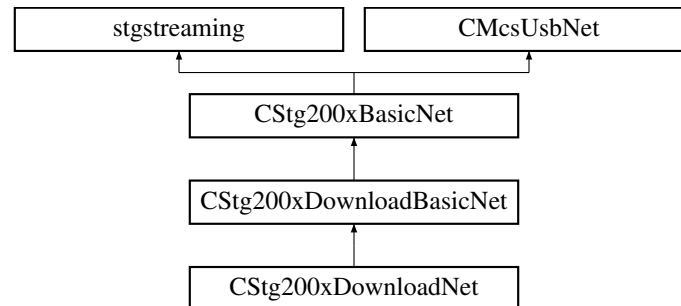 stgstreaming
CMcsUsbNet
CStg200xBasicNet
CStg200xDownloadBasicNet
CStg200xDownloadNet